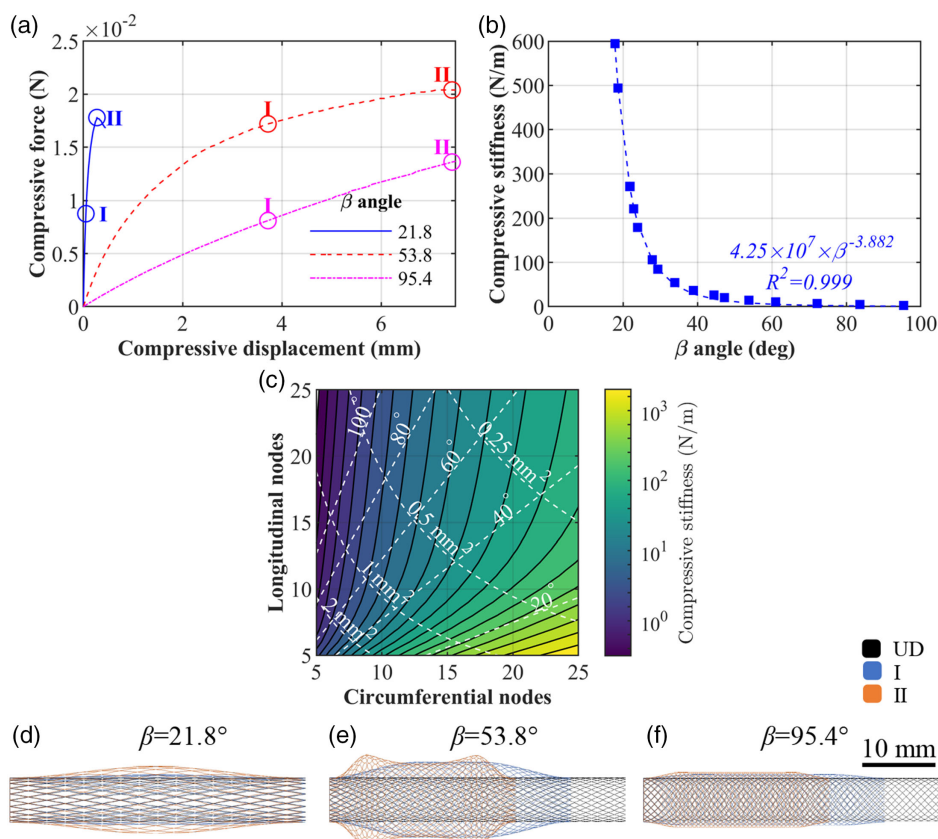 (a)
×10⁻²
2.5
2
1.5
1
0.5
0
Compressive force (N)
II
I
I
II
I
II
β angle
21.8
53.8
95.4
0 2 4 6
Compressive displacement (mm)
(b)
600
500
400
300
200
100
0
Compressive stiffness (N/m)
4.25×10⁷×β⁻³·⁸⁸²
R²=0.999
0 20 40 60 80 100
β angle (deg)
(c)
25
20
15
10
5
Longitudinal nodes
100°
80°
60°
40°
20°
0.25 mm²
0.5 mm²
1 mm²
2 mm²
5 10 15 20 25
Circumferential nodes
10³
10²
10¹
10⁰
Compressive stiffness (N/m)
UD
I
II
(d) β=21.8°
(e) β=53.8°
(f) β=95.4°
10 mm